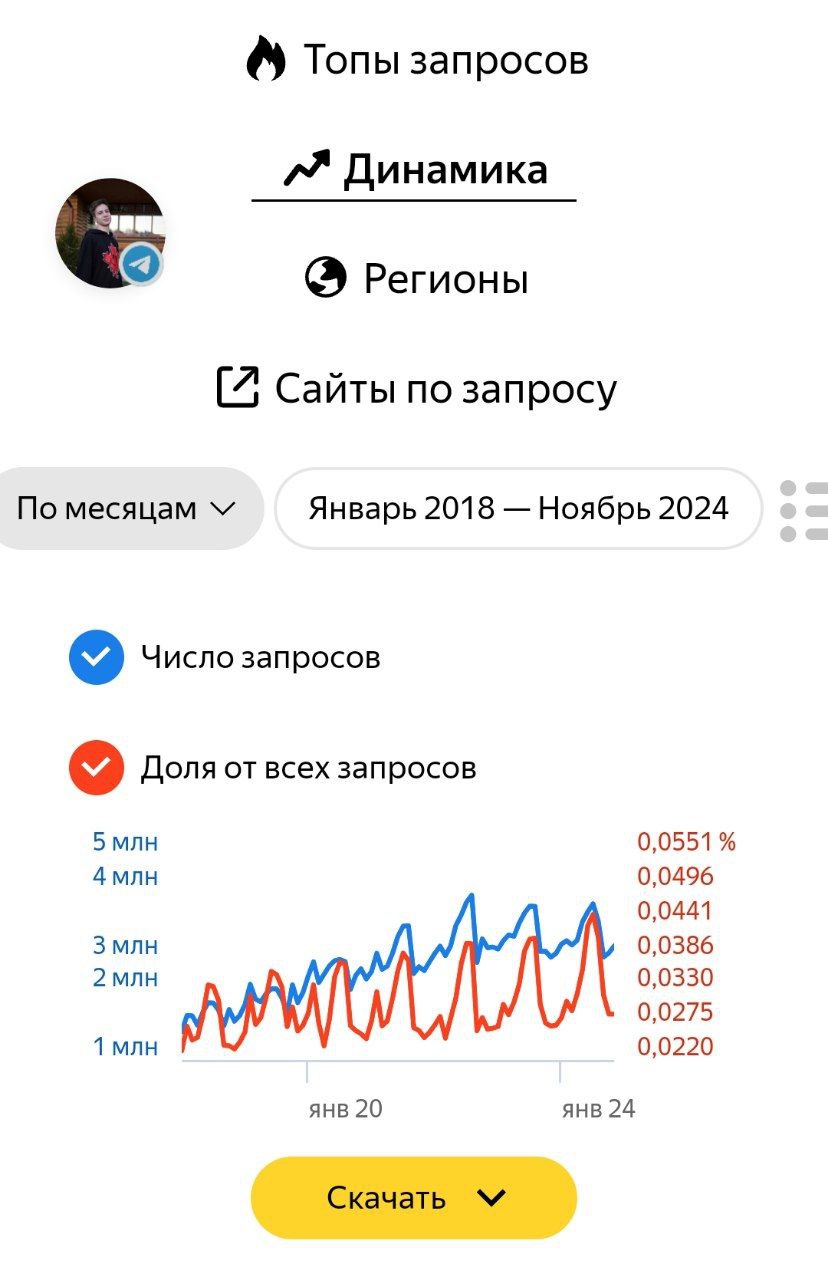 Топы запросов
Динамика
Регионы
Сайты по запросу
По месяцам
Январь 2018 — Ноябрь 2024
Число запросов
Доля от всех запросов
5 млн 0,0551 %
4 млн 0,0496
0,0441
3 млн 0,0386
2 млн 0,0330
0,0275
1 млн 0,0220
янв 20 янв 24
Скачать